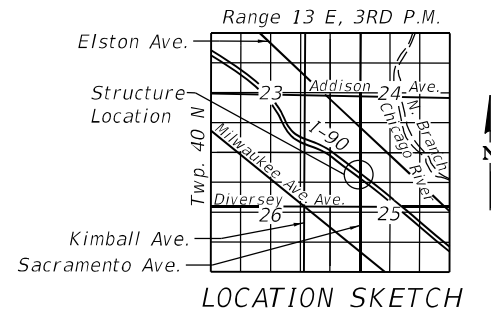 Range 13 E, 3RD P.M.
Elston Ave.
Structure
Location
Twp. 40 N
23
Addison
24
Ave.
N. Branch
Chicago River
I-90
Milwaukee Ave.
Diversey
Ave.
26
25
Kimball Ave.
Sacramento Ave.
N
LOCATION SKETCH